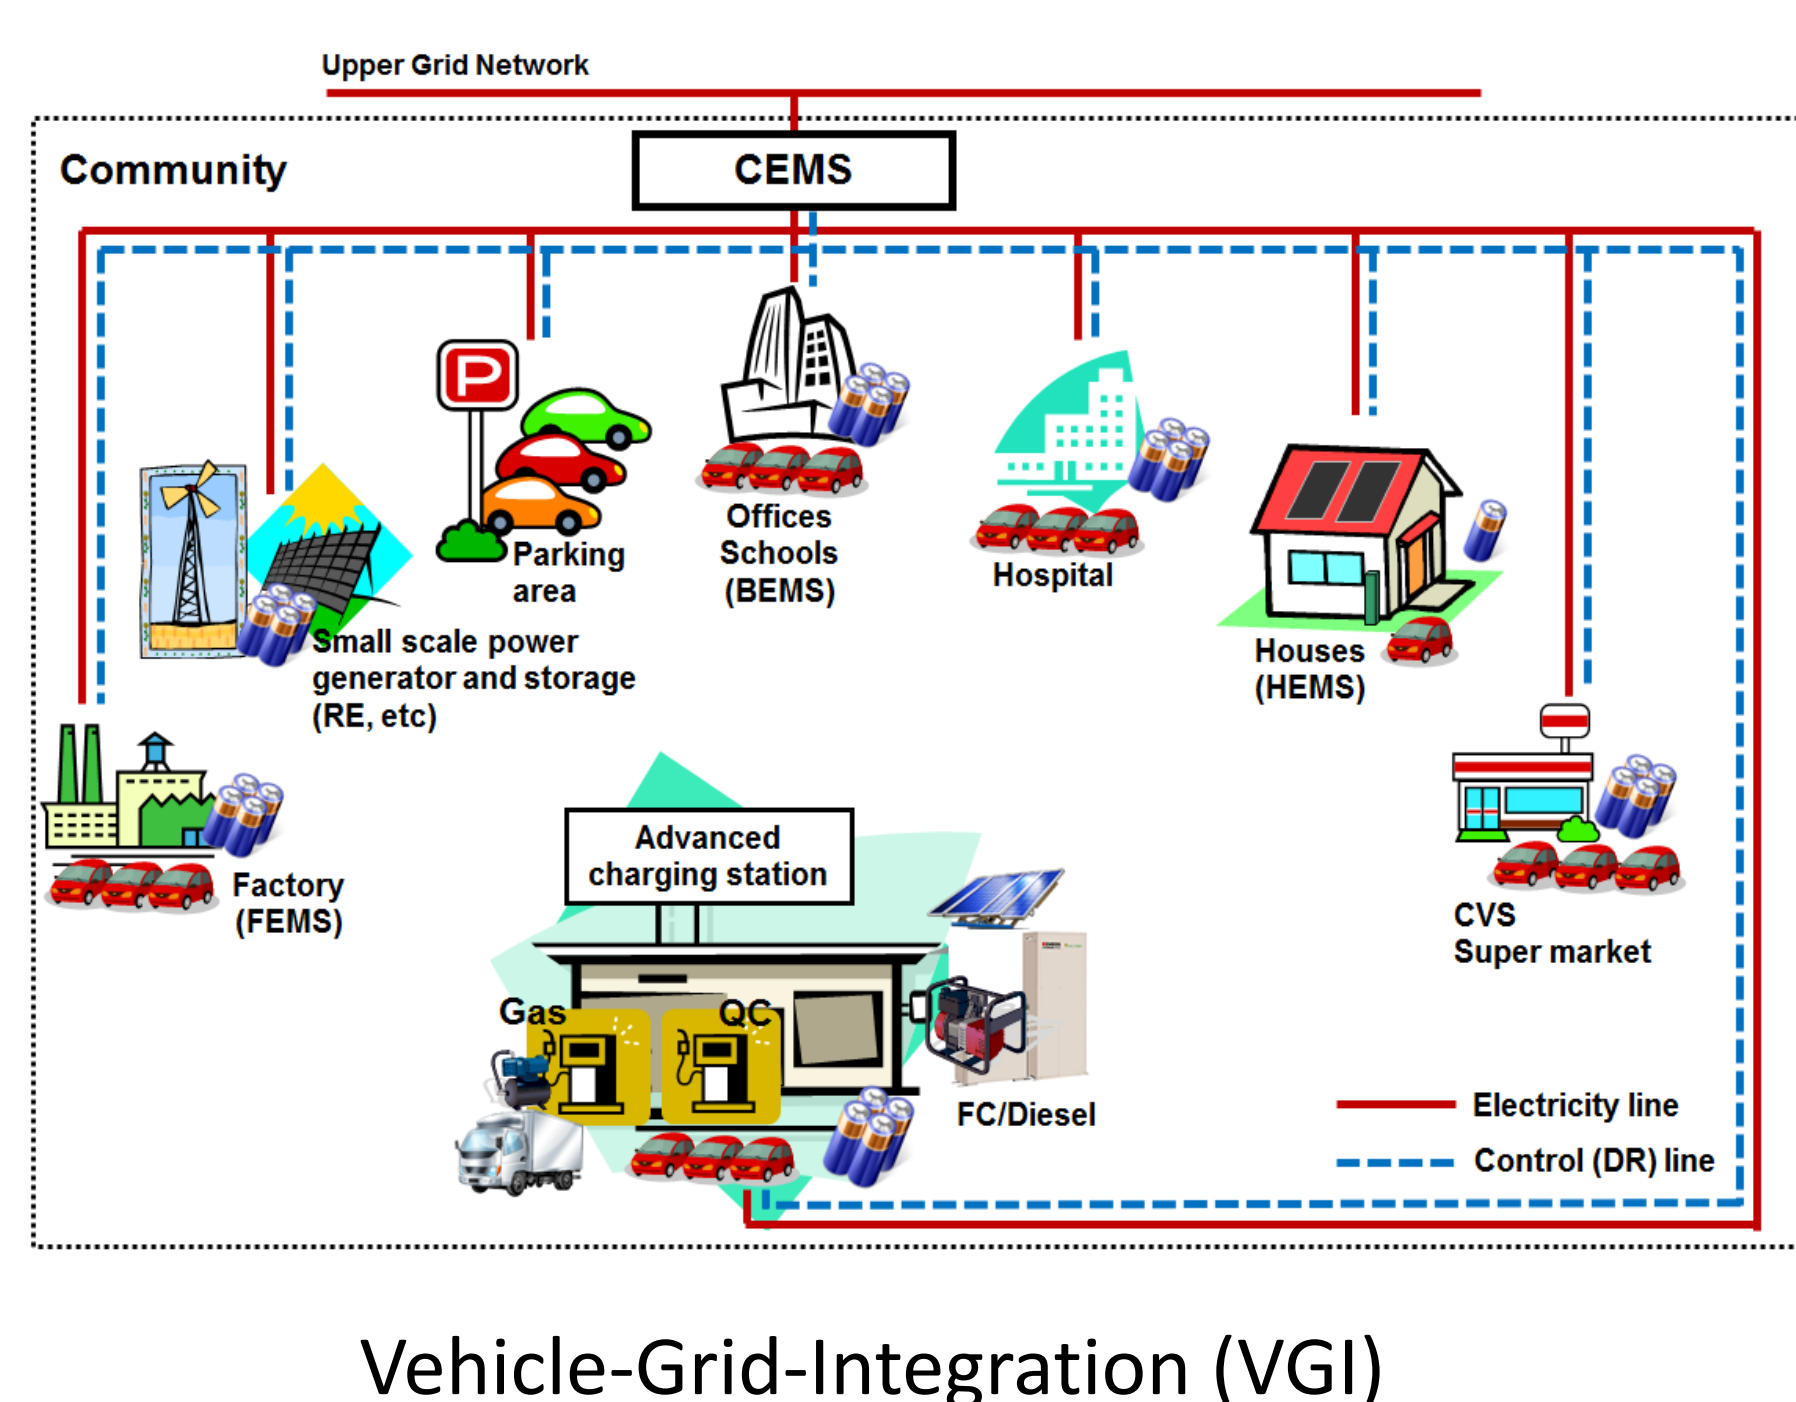 Upper Grid Network
Community
CEMS
P
Parking
area
Offices
Schools
(BEMS)
Hospital
Small scale power
generator and storage
(RE, etc)
Houses
(HEMS)
Factory
(FEMS)
Advanced
charging station
CVS
Super market
Gas
QC
FC/Diesel
Electricity line
Control (DR) line
Vehicle-Grid-Integration (VGI)